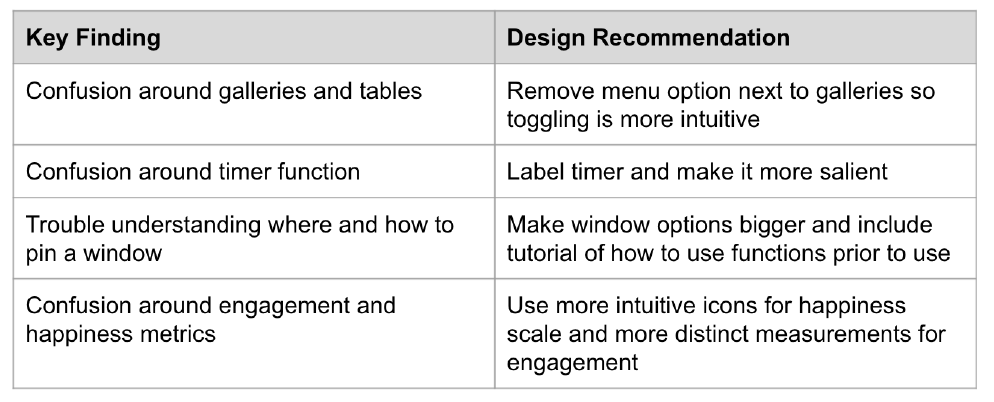 Key Finding
Design Recommendation
Confusion around galleries and tables
Remove menu option next to galleries so
toggling is more intuitive
Confusion around timer function
Label timer and make it more salient
Trouble understanding where and how to
pin a window
Make window options bigger and include
tutorial of how to use functions prior to use
Confusion around engagement and
happiness metrics
Use more intuitive icons for happiness
scale and more distinct measurements for
engagement